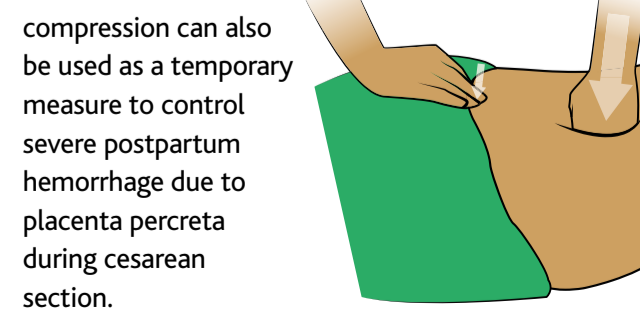 compression can also
be used as a temporary
measure to control
severe postpartum
hemorrhage due to
placenta percreta
during cesarean
section.